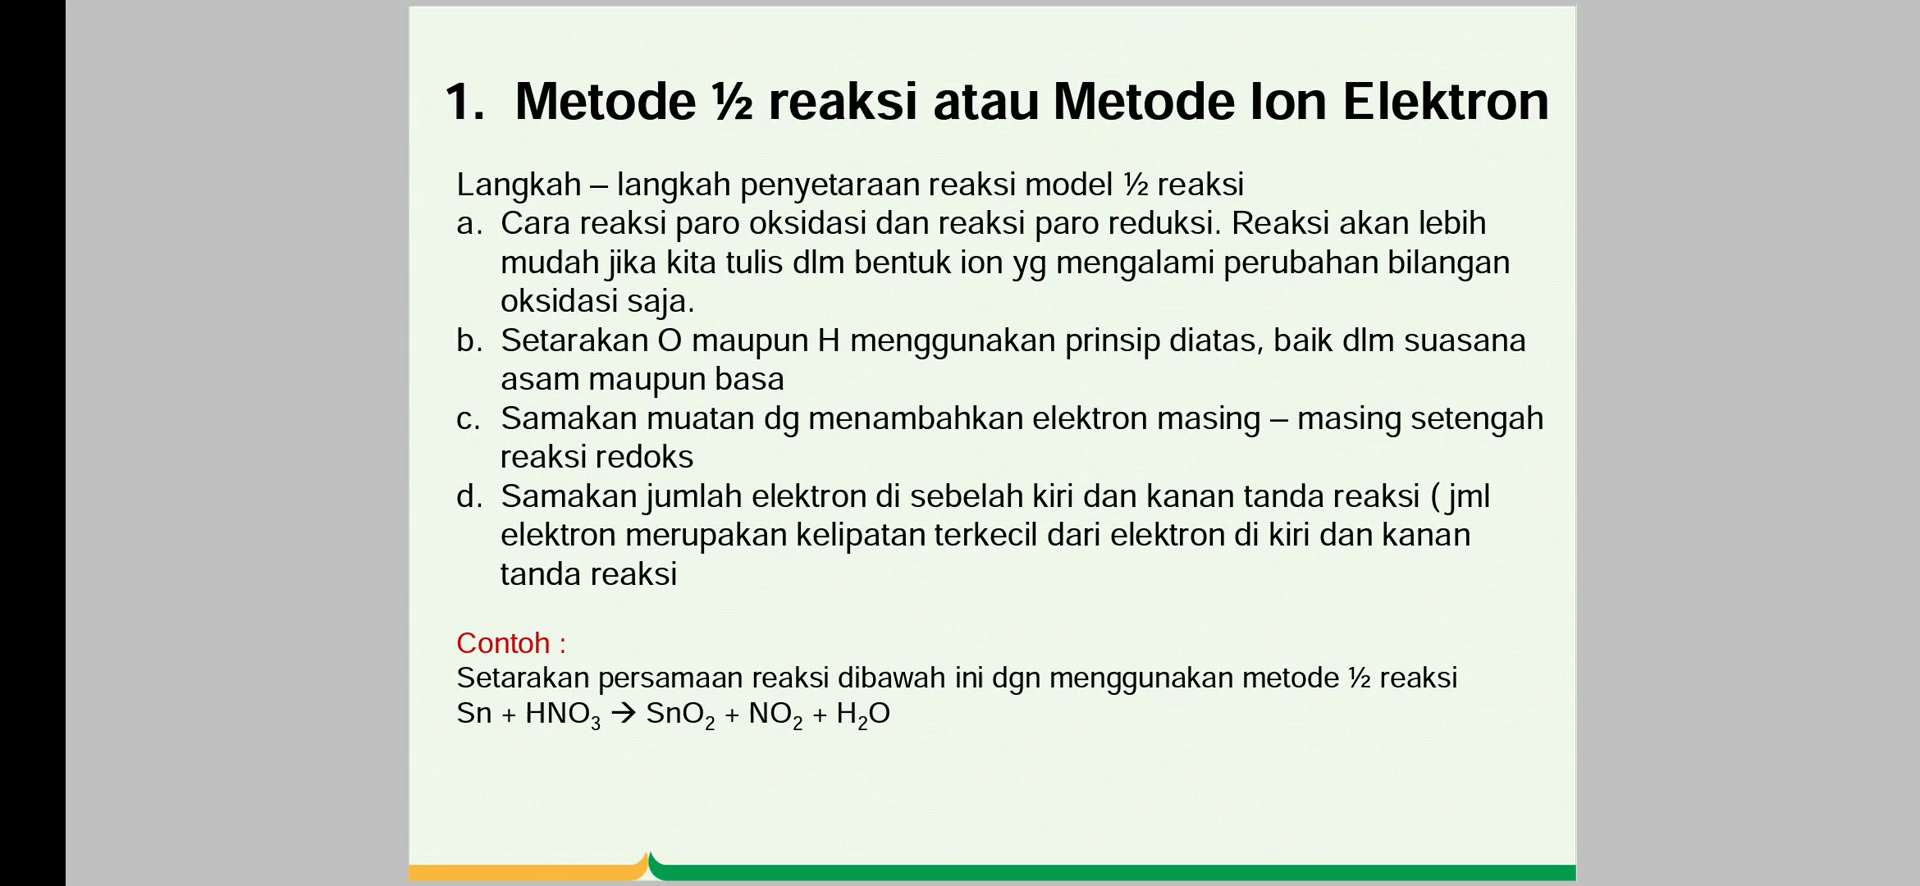 1. Metode ½ reaksi atau Metode Ion Elektron
Langkah – langkah penyetaraan reaksi model ½ reaksi
a. Cara reaksi paro oksidasi dan reaksi paro reduksi. Reaksi akan lebih
mudah jika kita tulis dlm bentuk ion yg mengalami perubahan bilangan
oksidasi saja.
b. Setarakan O maupun H menggunakan prinsip diatas, baik dlm suasana
asam maupun basa
c. Samakan muatan dg menambahkan elektron masing – masing setengah
reaksi redoks
d. Samakan jumlah elektron di sebelah kiri dan kanan tanda reaksi ( jml
elektron merupakan kelipatan terkecil dari elektron di kiri dan kanan
tanda reaksi
Contoh :
Setarakan persamaan reaksi dibawah ini dgn menggunakan metode ½ reaksi
Sn + HNO₃ → SnO₂ + NO₂ + H₂O